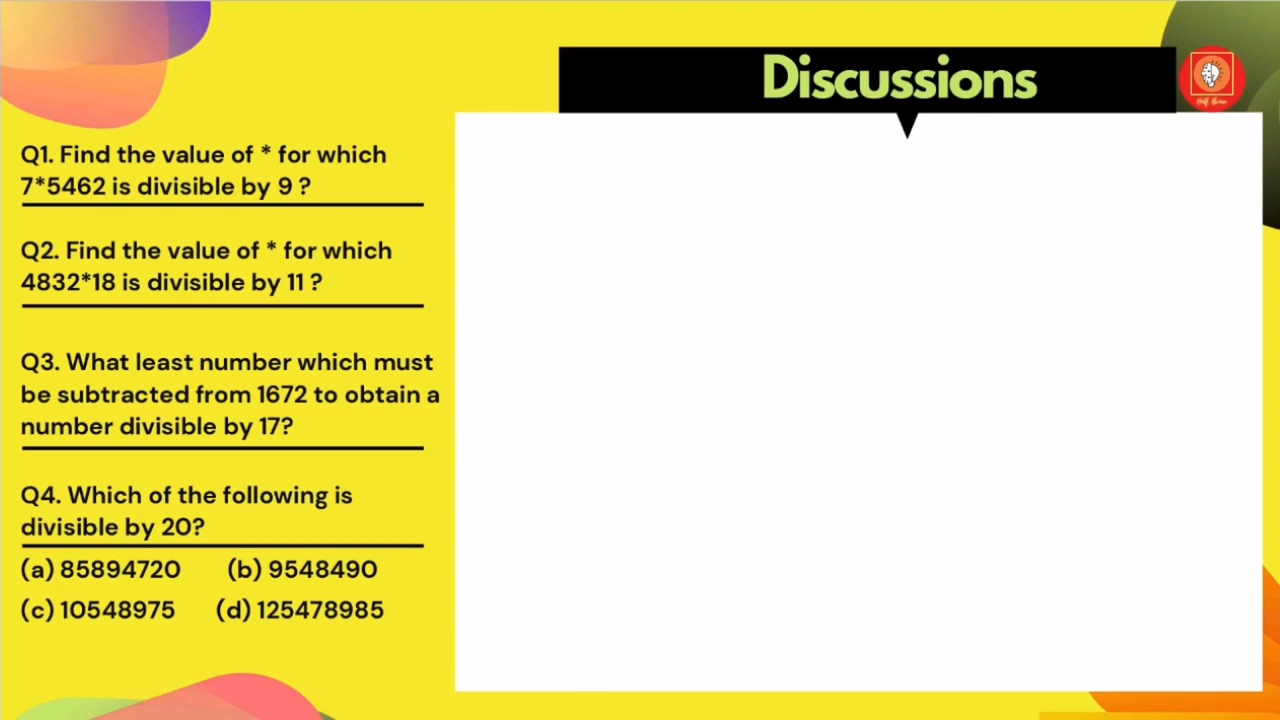 Discussions
Q1. Find the value of * for which
7*5462 is divisible by 9 ?
Q2. Find the value of * for which
4832*18 is divisible by 11 ?
Q3. What least number which must
be subtracted from 1672 to obtain a
number divisible by 17?
Q4. Which of the following is
divisible by 20?
(a) 85894720 (b) 9548490
(c) 10548975 (d) 125478985